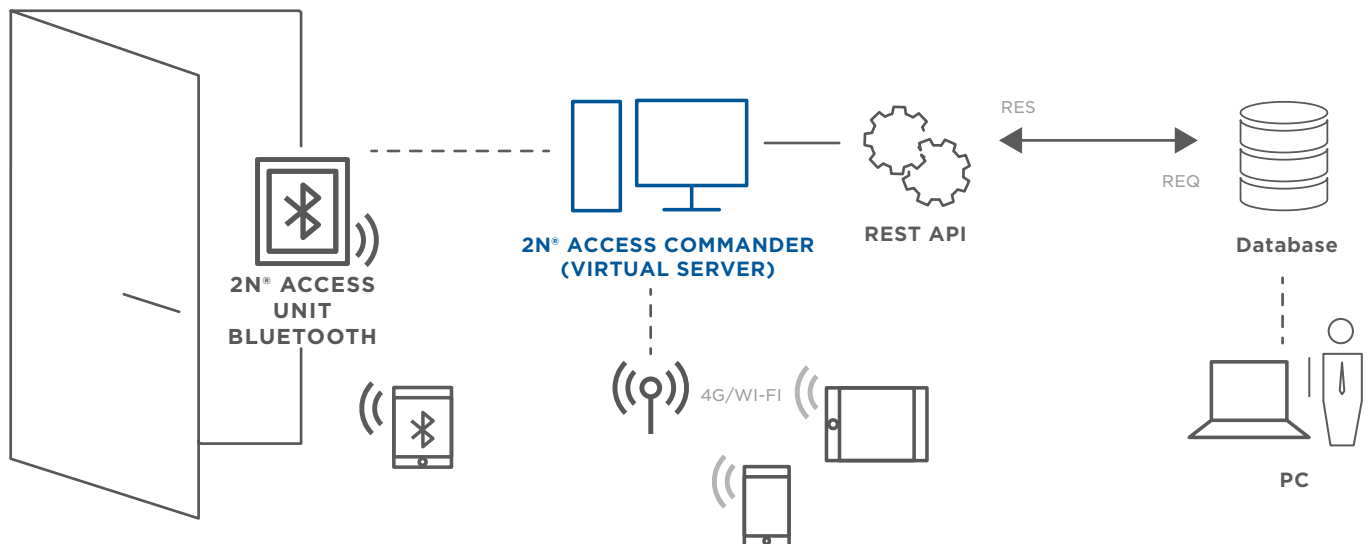 2N® ACCESS
UNIT
BLUETOOTH
2N® ACCESS COMMANDER
(VIRTUAL SERVER)
REST API
RES
REQ
Database
4G/WI-FI
PC